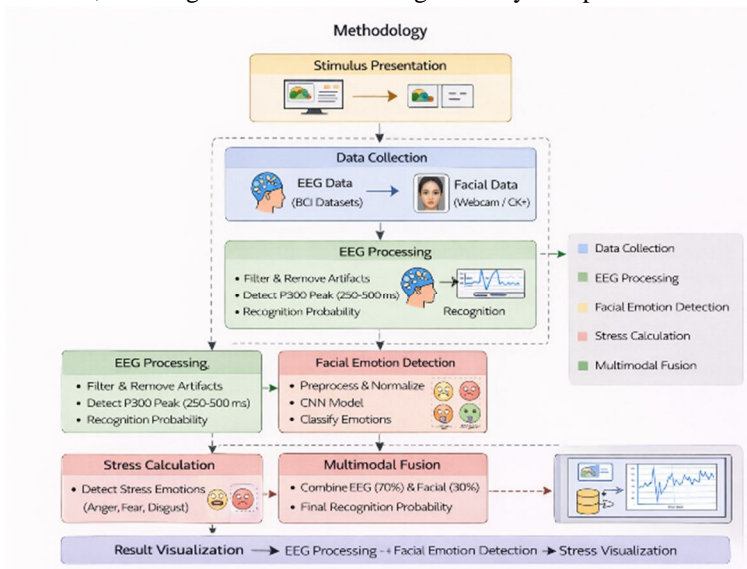 Methodology
Stimulus Presentation
Data Collection
EEG Data
(BCI Datasets)
Facial Data
(Webcam / CK+)
EEG Processing
• Filter & Remove Artifacts
• Detect P300 Peak (250-500 ms)
• Recognition Probability
Recognition
Data Collection
EEG Processing
Facial Emotion Detection
Stress Calculation
Multimodal Fusion
EEG Processing
• Filter & Remove Artifacts
• Detect P300 Peak (250-500 ms)
• Recognition Probability
Facial Emotion Detection
• Preprocess & Normalize
• CNN Model
• Classify Emotions
Stress Calculation
• Detect Stress Emotions
(Anger, Fear, Disgust)
Multimodal Fusion
• Combine EEG (70%) & Facial (30%)
• Final Recognition Probability
Result Visualization → EEG Processing → Facial Emotion Detection → Stress Visualization